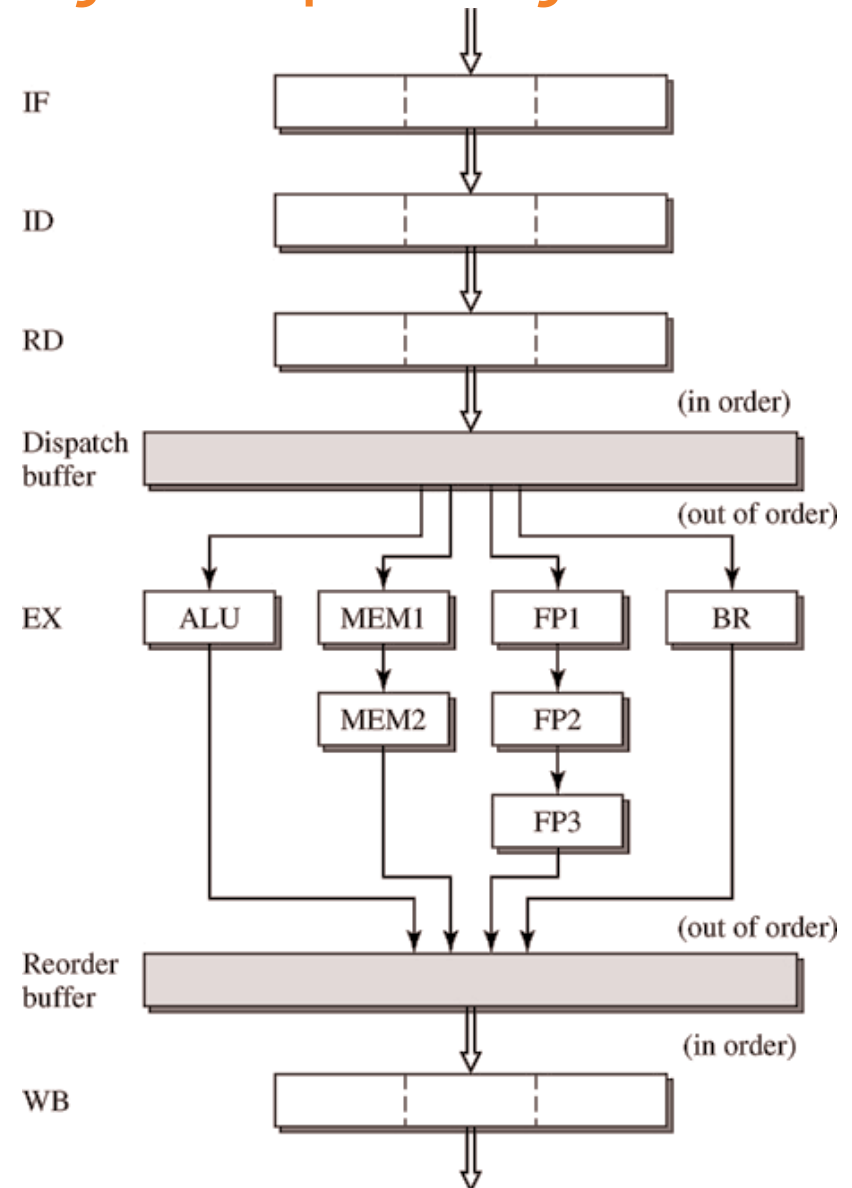 IF
ID
RD
(in order)
Dispatch
buffer
(out of order)
EX
ALU
MEM1
FP1
BR
MEM2
FP2
FP3
(out of order)
Reorder
buffer
(in order)
WB